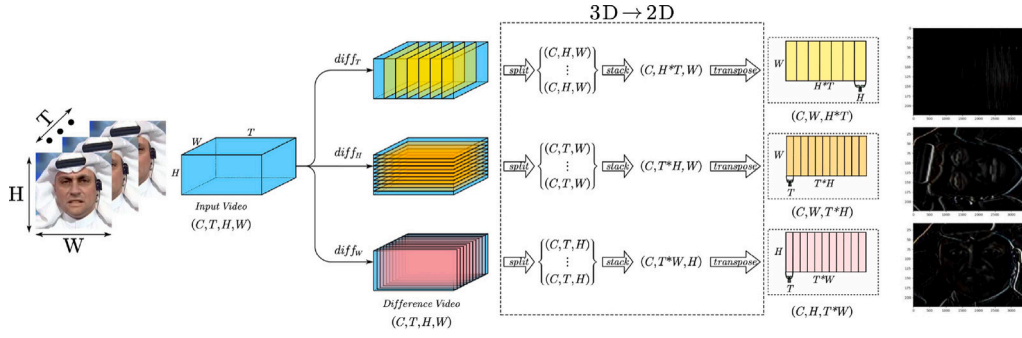 3D→2D
T
H
W
W
T
H
Input Video
(C,T,H,W)
diff_T
diff_H
diff_W
Difference Video
(C,T,H,W)
split
{(C,H,W)
⋮
(C,H,W)}
stack
(C,H*T,W)
transpose
W
H*T
H
(C,W,H*T)
split
{(C,T,W)
⋮
(C,T,W)}
stack
(C,T*H,W)
transpose
W
T*H
T
(C,W,T*H)
split
{(C,T,H)
⋮
(C,T,H)}
stack
(C,T*W,H)
transpose
H
T*W
T
(C,H,T*W)